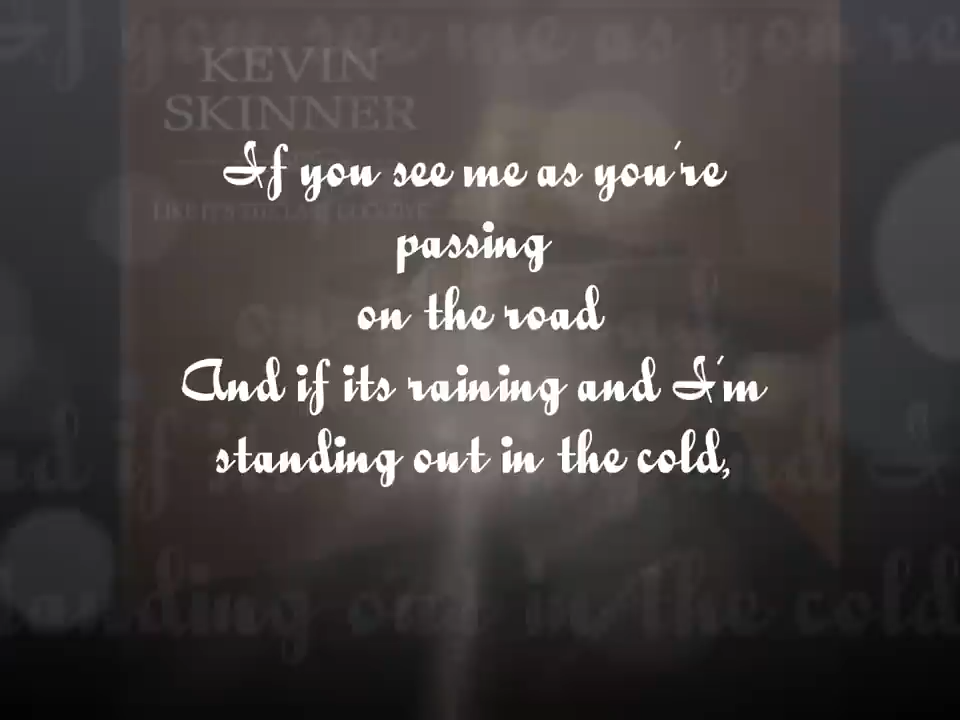 KEVIN
SKINNER
If you see me as you're
passing
on the road
And if its raining and I'm
standing out in the cold,